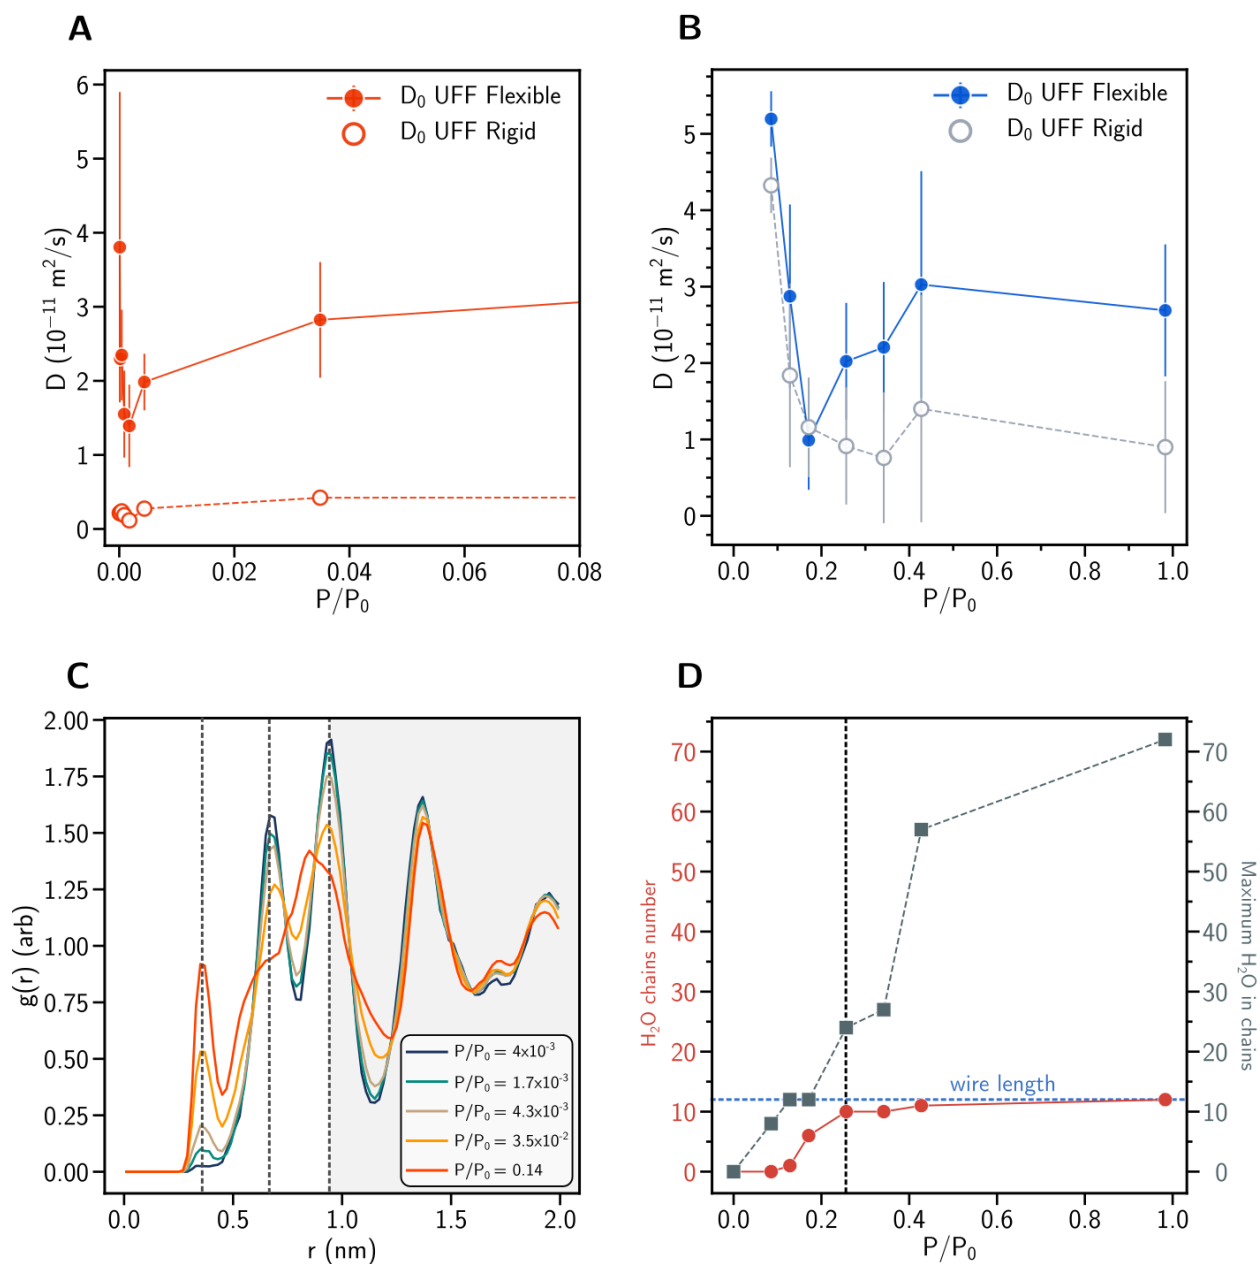 A
D₀ UFF Flexible
D₀ UFF Rigid
D (10⁻¹¹ m²/s)
6
5
4
3
2
1
0
0.00 0.02 0.04 0.06 0.08
P/P₀
B
D₀ UFF Flexible
D₀ UFF Rigid
D (10⁻¹¹ m²/s)
5
4
3
2
1
0
0.0 0.2 0.4 0.6 0.8 1.0
P/P₀
C
g(r) (arb)
2.00
1.75
1.50
1.25
1.00
0.75
0.50
0.25
0.00
P/P₀ = 4x10⁻³
P/P₀ = 1.7x10⁻³
P/P₀ = 4.3x10⁻³
P/P₀ = 3.5x10⁻²
P/P₀ = 0.14
0.0 0.5 1.0 1.5 2.0
r (nm)
D
H₂O chains number
70
60
50
40
30
20
10
0
wire length
70
60
50
40
30
20
10
0
Maximum H₂O in chains
0.0 0.2 0.4 0.6 0.8 1.0
P/P₀